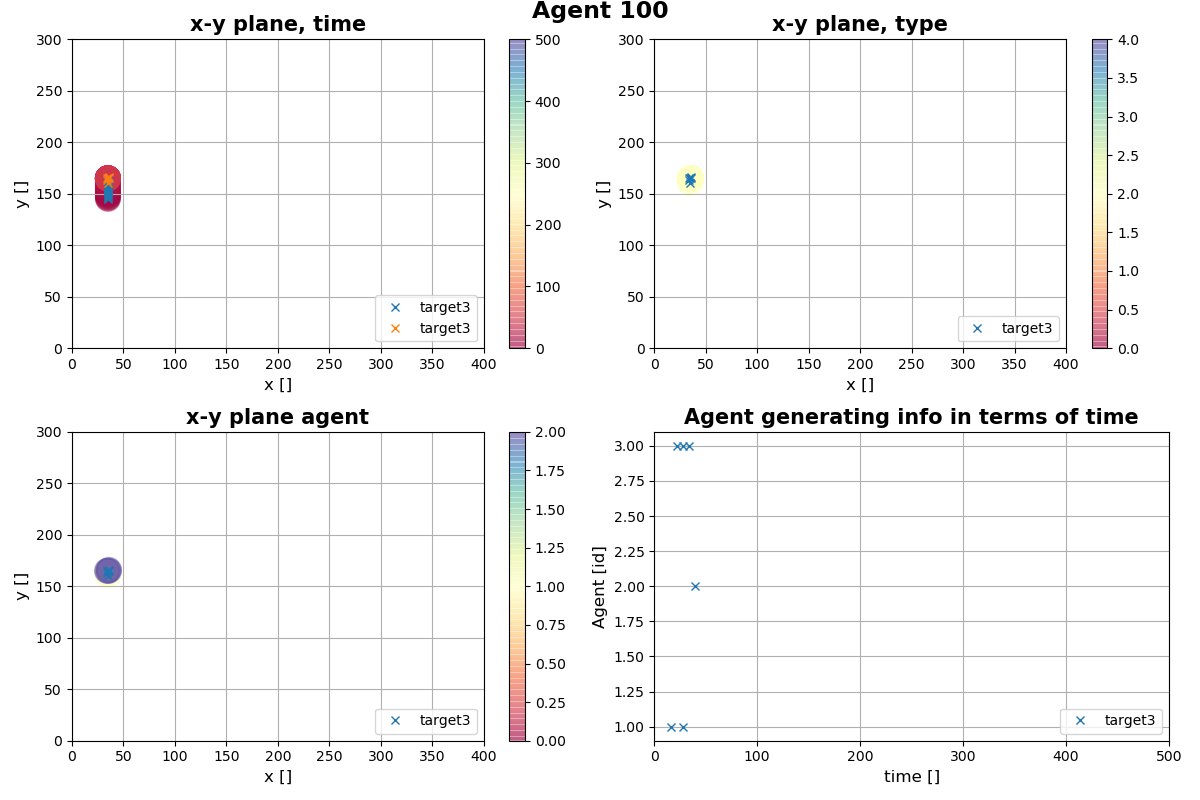 Agent 100
x-y plane, time
300
250
200
150
100
50
0
y []
0 50 100 150 200 250 300 350 400
x []
500
400
300
200
100
0
target3
target3
x-y plane, type
300
250
200
150
100
50
0
y []
0 50 100 150 200 250 300 350 400
x []
4.0
3.5
3.0
2.5
2.0
1.5
1.0
0.5
0.0
target3
x-y plane agent
300
250
200
150
100
50
0
y []
0 50 100 150 200 250 300 350 400
x []
2.00
1.75
1.50
1.25
1.00
0.75
0.50
0.25
0.00
target3
Agent generating info in terms of time
3.00
2.75
2.50
2.25
2.00
1.75
1.50
1.25
1.00
Agent [id]
0 100 200 300 400 500
time []
target3